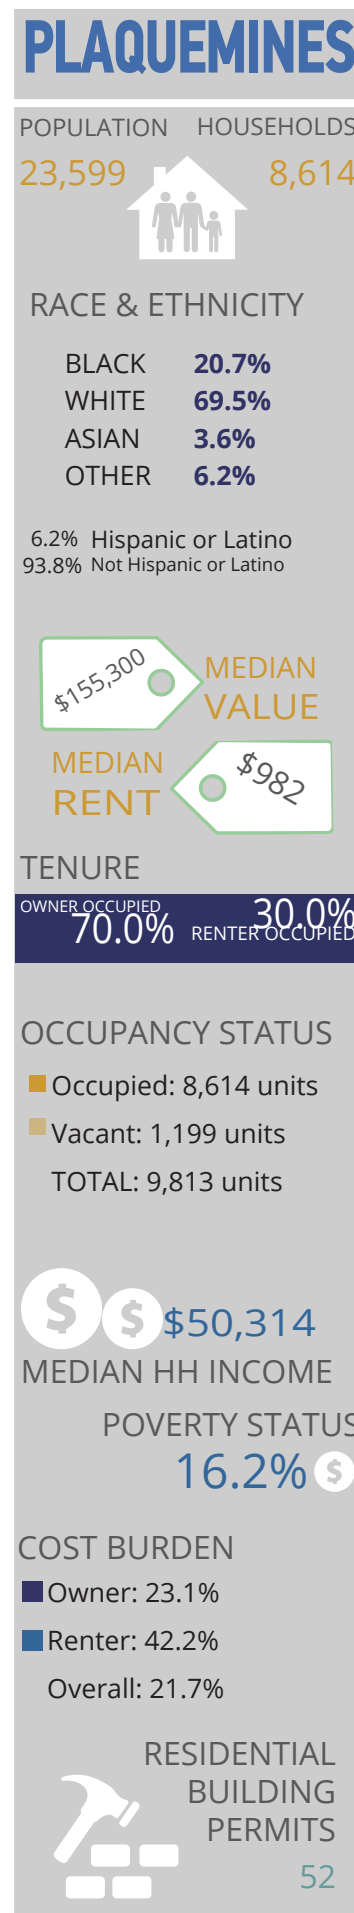 PLAQUEMINES
POPULATION HOUSEHOLDS
23,599 8,614
RACE & ETHNICITY
BLACK 20.7%
WHITE 69.5%
ASIAN 3.6%
OTHER 6.2%
6.2% Hispanic or Latino
93.8% Not Hispanic or Latino
$155,300
MEDIAN
VALUE
MEDIAN
RENT
$982
TENURE
OWNER OCCUPIED
70.0%
30.0%
RENTER OCCUPIED
OCCUPANCY STATUS
Occupied: 8,614 units
Vacant: 1,199 units
TOTAL: 9,813 units
$ $ $50,314
MEDIAN HH INCOME
POVERTY STATUS
16.2% $
COST BURDEN
Owner: 23.1%
Renter: 42.2%
Overall: 21.7%
RESIDENTIAL
BUILDING
PERMITS
52